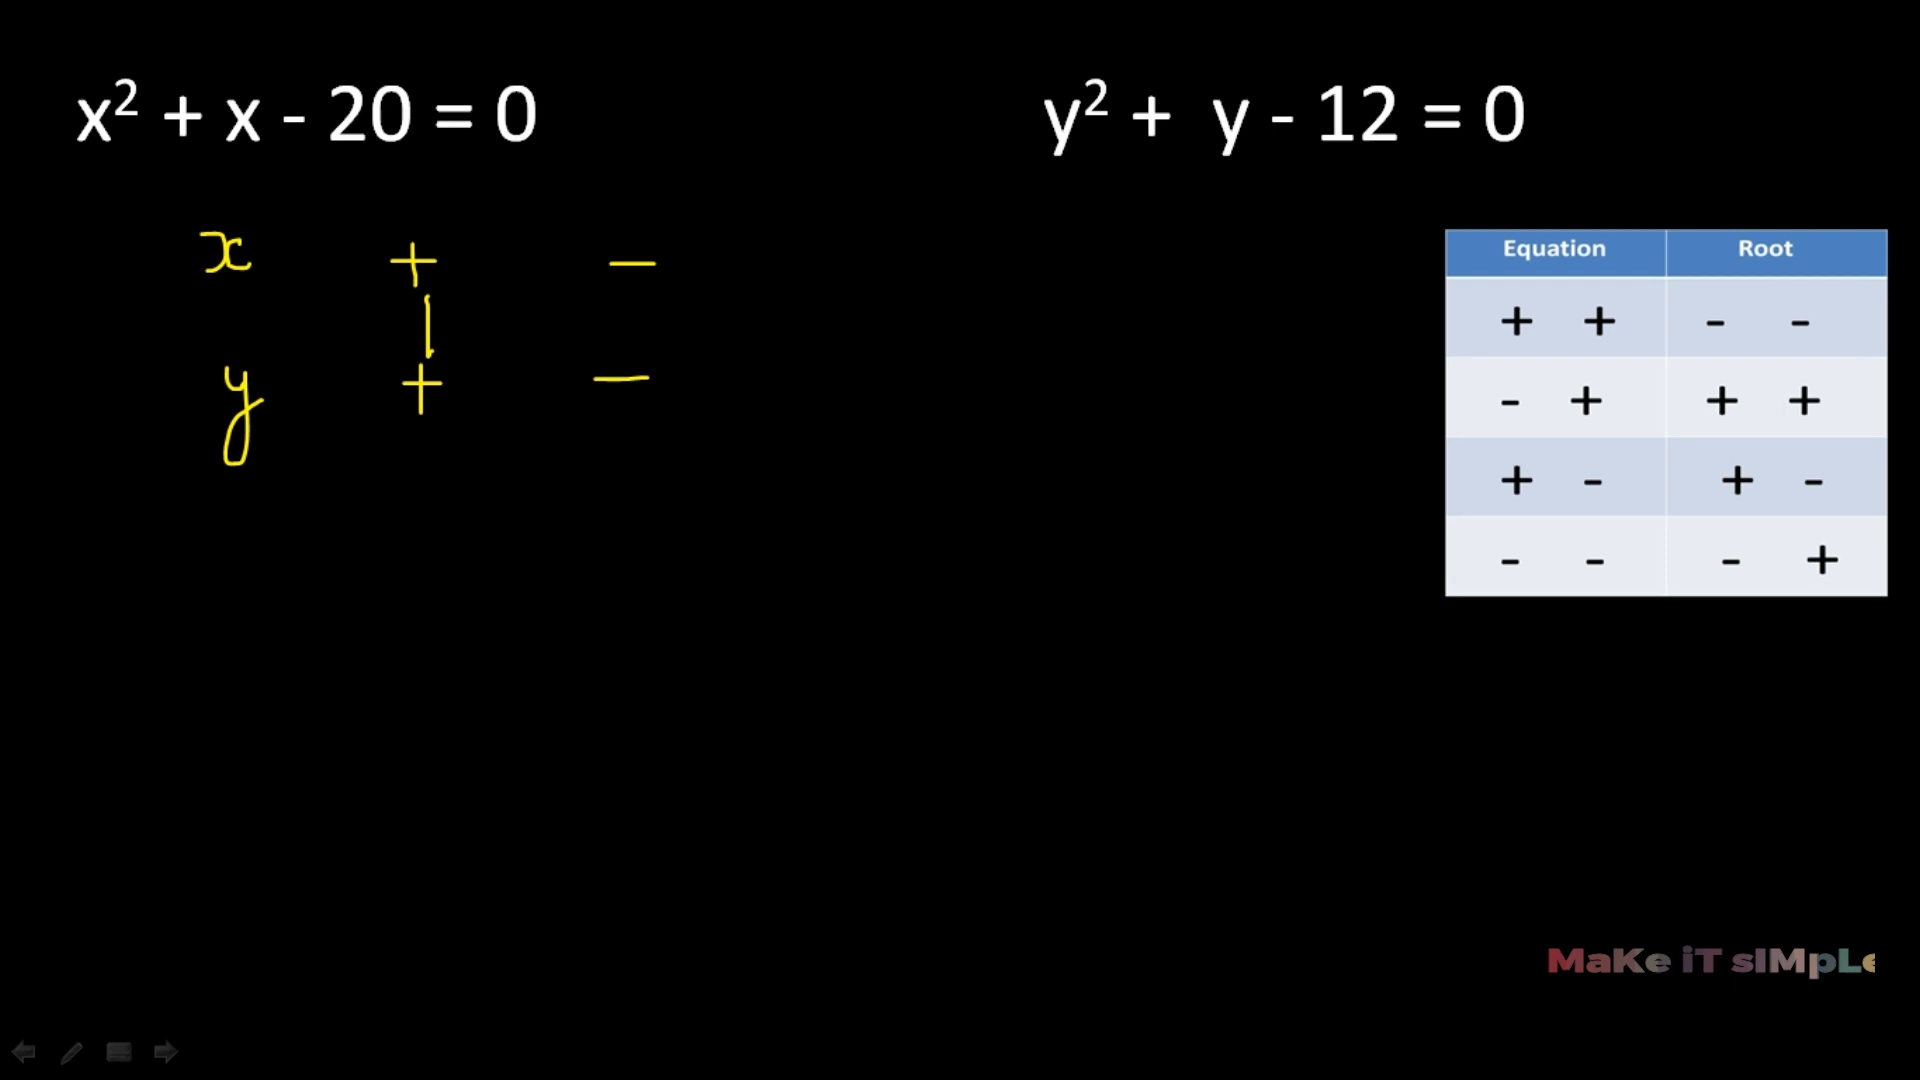 x² + x - 20 = 0
y² + y - 12 = 0
x + -
|
y + -
Equation Root
+ + - -
- + + +
+ - + -
- - - +
MaKe iT sIMpLe